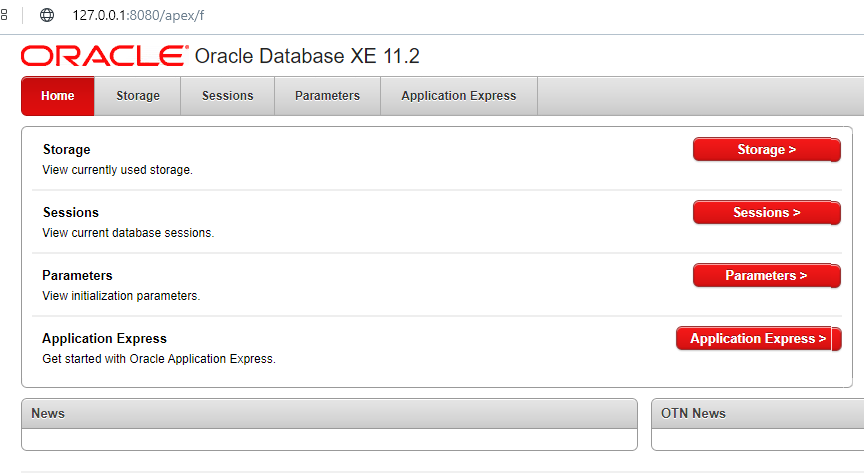 127.0.0.1:8080/apex/f
ORACLE® Oracle Database XE 11.2
Home Storage Sessions Parameters Application Express
Storage Storage >
View currently used storage.
Sessions Sessions >
View current database sessions.
Parameters Parameters >
View initialization parameters.
Application Express Application Express >
Get started with Oracle Application Express.
News OTN News